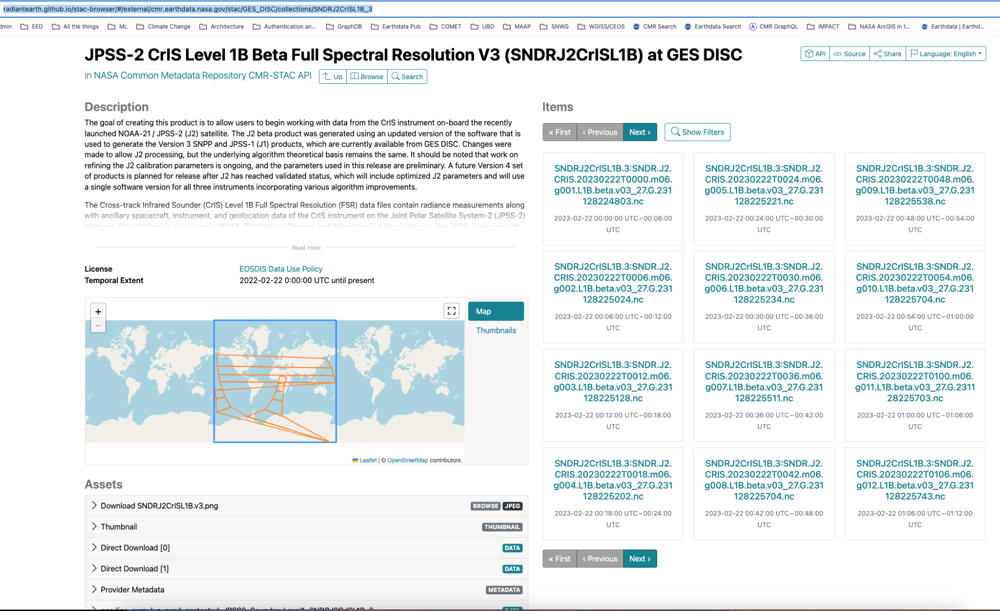 radiantearth.github.io/stac-browser/#/external/cmr.earthdata.nasa.gov/stac/GES_DISC/collections/SNDRJ2CrISL1B_3
dmin EED All the things ML Climate Change Architecture Authentication an... GraphDB Earthdata Pub COMET UBD MAAP SNWG WGISS/CEOS CMR Search Earthdata Search CMR GraphQL IMPACT NASA ArcGIS in t... Earthdata | Earthd...
JPSS-2 CrIS Level 1B Beta Full Spectral Resolution V3 (SNDRJ2CrISL1B) at GES DISC
API Source Share Language: English
in NASA Common Metadata Repository CMR-STAC API Up Browse Search
Description
The goal of creating this product is to allow users to begin working with data from the CrIS instrument on-board the recently
launched NOAA-21 / JPSS-2 (J2) satellite. The J2 beta product was generated using an updated version of the software that is
used to generate the Version 3 SNPP and JPSS-1 (J1) products, which are currently available from GES DISC. Changes were
made to allow J2 processing, but the underlying algorithm theoretical basis remains the same. It should be noted that work on
refining the J2 calibration parameters is ongoing, and the parameters used in this release are preliminary. A future Version 4 set
of products is planned for release after J2 has reached validated status, which will include optimized J2 parameters and will use
a single software version for all three instruments incorporating various algorithm improvements.
The Cross-track Infrared Sounder (CrIS) Level 1B Full Spectral Resolution (FSR) data files contain radiance measurements along
with ancillary spacecraft, instrument, and geolocation data of the CrIS instrument on the Joint Polar Satellite System-2 (JPSS-2)
platform. This platform is also know as NOAA-21 (National Oceanic and Atmospheric Administration). The JPSS-2 mission with
Read more
License EOSDIS Data Use Policy
Temporal Extent 2022-02-22 0:00:00 UTC until present
+
−
Map
Thumbnails
Leaflet | © OpenStreetMap contributors.
Assets
Download SNDRJ2CrISL1B.v3.png BROWSE JPEG
Thumbnail THUMBNAIL
Direct Download [0] DATA
Direct Download [1] DATA
Provider Metadata METADATA
Items
« First ‹ Previous Next › Show Filters
SNDRJ2CrISL1B.3:SNDR.J2.
CRIS.20230222T0000.m06.
g001.L1B.beta.v03_27.G.231
128224803.nc
2023-02-22 00:00:00 UTC – 00:06:00
UTC
SNDRJ2CrISL1B.3:SNDR.J2.
CRIS.20230222T0024.m06.
g005.L1B.beta.v03_27.G.231
128225221.nc
2023-02-22 00:24:00 UTC – 00:30:00
UTC
SNDRJ2CrISL1B.3:SNDR.J2.
CRIS.20230222T0048.m06.
g009.L1B.beta.v03_27.G.231
128225538.nc
2023-02-22 00:48:00 UTC – 00:54:00
UTC
SNDRJ2CrISL1B.3:SNDR.J2.
CRIS.20230222T0006.m06.
g002.L1B.beta.v03_27.G.231
128225024.nc
2023-02-22 00:06:00 UTC – 00:12:00
UTC
SNDRJ2CrISL1B.3:SNDR.J2.
CRIS.20230222T0030.m06.
g006.L1B.beta.v03_27.G.231
128225234.nc
2023-02-22 00:30:00 UTC – 00:36:00
UTC
SNDRJ2CrISL1B.3:SNDR.J2.
CRIS.20230222T0054.m06.
g010.L1B.beta.v03_27.G.231
128225704.nc
2023-02-22 00:54:00 UTC – 01:00:00
UTC
SNDRJ2CrISL1B.3:SNDR.J2.
CRIS.20230222T0012.m06.
g003.L1B.beta.v03_27.G.231
128225128.nc
2023-02-22 00:12:00 UTC – 00:18:00
UTC
SNDRJ2CrISL1B.3:SNDR.J2.
CRIS.20230222T0036.m06.
g007.L1B.beta.v03_27.G.231
128225511.nc
2023-02-22 00:36:00 UTC – 00:42:00
UTC
SNDRJ2CrISL1B.3:SNDR.J2.
CRIS.20230222T0100.m06.
g011.L1B.beta.v03_27.G.2311
28225703.nc
2023-02-22 01:00:00 UTC – 01:06:00
UTC
SNDRJ2CrISL1B.3:SNDR.J2.
CRIS.20230222T0018.m06.
g004.L1B.beta.v03_27.G.231
128225202.nc
2023-02-22 00:18:00 UTC – 00:24:00
UTC
SNDRJ2CrISL1B.3:SNDR.J2.
CRIS.20230222T0042.m06.
g008.L1B.beta.v03_27.G.231
128225704.nc
2023-02-22 00:42:00 UTC – 00:48:00
UTC
SNDRJ2CrISL1B.3:SNDR.J2.
CRIS.20230222T0106.m06.
g012.L1B.beta.v03_27.G.231
128225743.nc
2023-02-22 01:06:00 UTC – 01:12:00
UTC
« First ‹ Previous Next ›